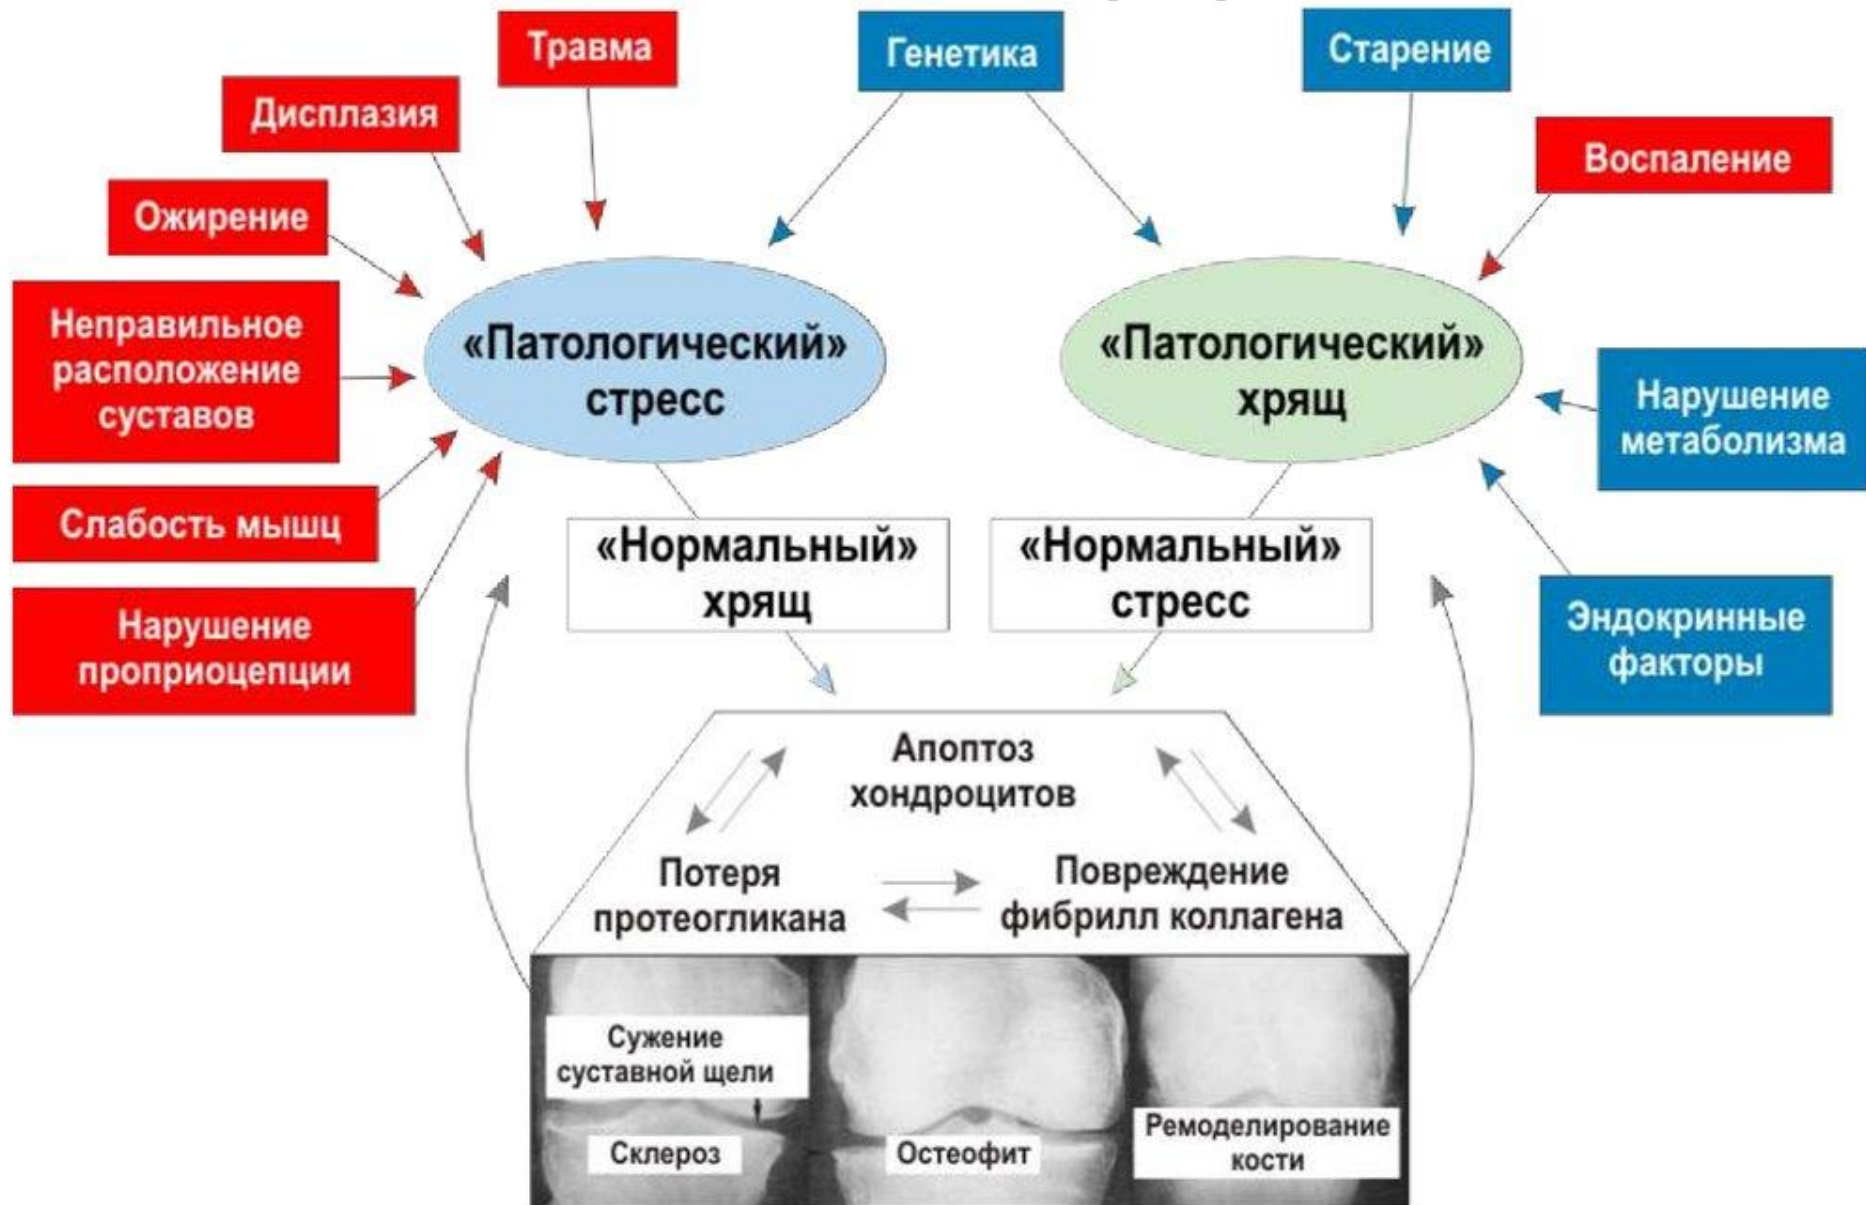 Травма
Генетика
Старение
Дисплазия
Воспаление
Ожирение
Неправильное
расположение
суставов
«Патологический»
стресс
«Патологический»
хрящ
Нарушение
метаболизма
Слабость мышц
«Нормальный»
хрящ
«Нормальный»
стресс
Нарушение
проприоцепции
Эндокринные
факторы
Апоптоз
хондроцитов
Потеря
протеогликана
Повреждение
фибрилл коллагена
Сужение
суставной щели
Склероз
Остеофит
Ремоделирование
кости